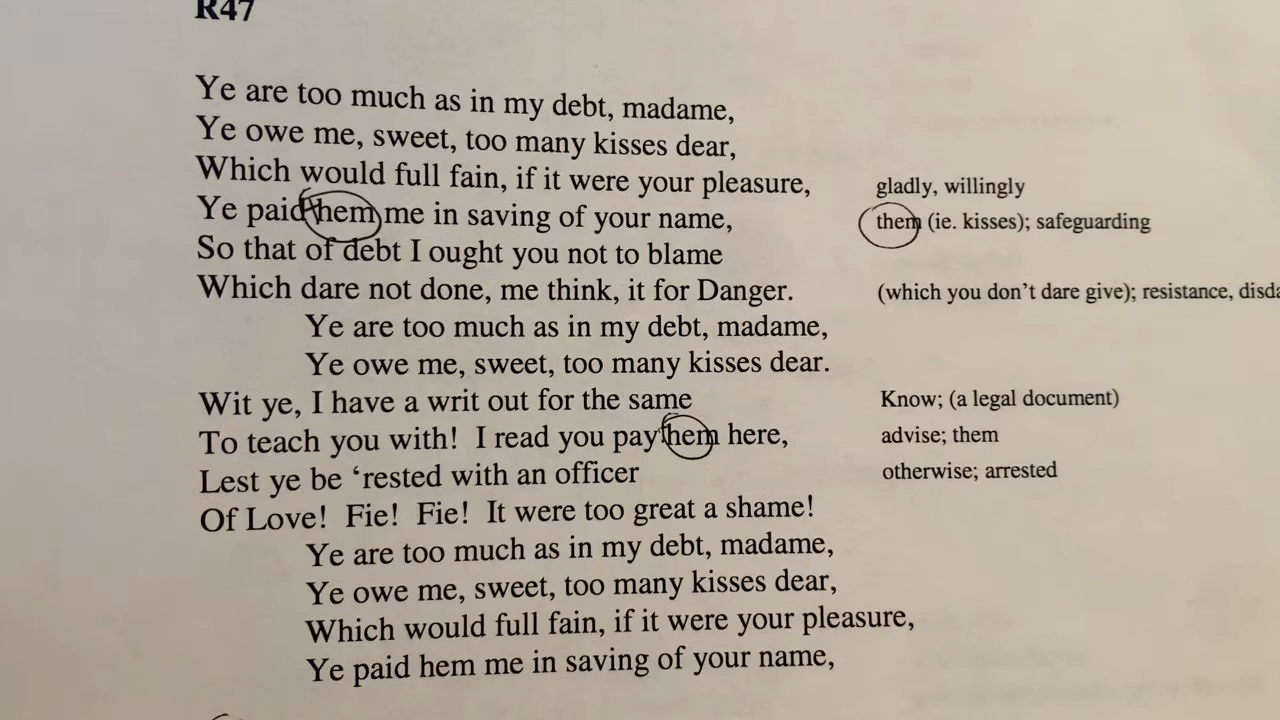 R47
Ye are too much as in my debt, madame,
Ye owe me, sweet, too many kisses dear,
Which would full fain, if it were your pleasure, gladly, willingly
Ye paid hem me in saving of your name, them (ie. kisses); safeguarding
So that of debt I ought you not to blame
Which dare not done, me think, it for Danger. (which you don't dare give); resistance,
Ye are too much as in my debt, madame,
Ye owe me, sweet, too many kisses dear.
Wit ye, I have a writ out for the same Know; (a legal document)
To teach you with! I read you pay hem here, advise; them
Lest ye be ‘rested with an officer otherwise; arrested
Of Love! Fie! Fie! It were too great a shame!
Ye are too much as in my debt, madame,
Ye owe me, sweet, too many kisses dear,
Which would full fain, if it were your pleasure,
Ye paid hem me in saving of your name,